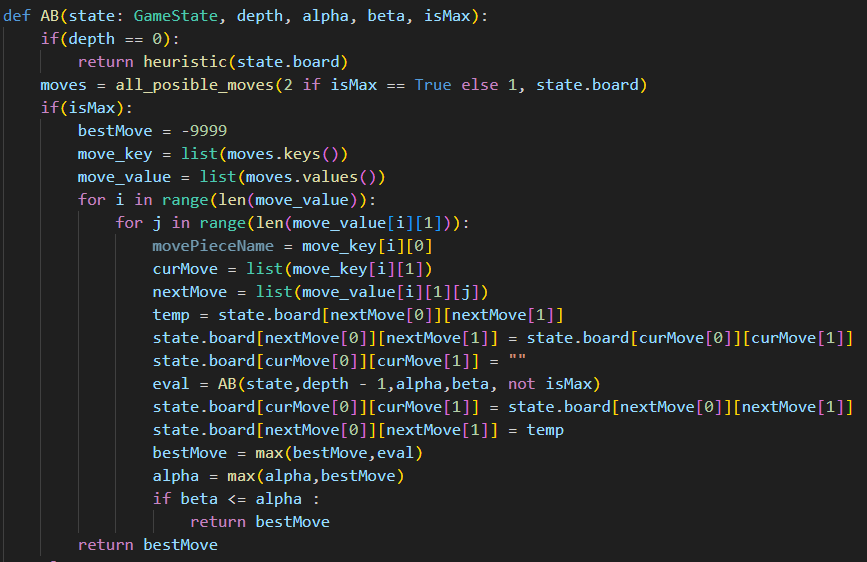 def AB(state: GameState, depth, alpha, beta, isMax):
    if(depth == 0):
        return heuristic(state.board)
    moves = all_posible_moves(2 if isMax == True else 1, state.board)
    if(isMax):
        bestMove = -9999
        move_key = list(moves.keys())
        move_value = list(moves.values())
        for i in range(len(move_value)):
            for j in range(len(move_value[i][1])):
                movePieceName = move_key[i][0]
                curMove = list(move_key[i][1])
                nextMove = list(move_value[i][1][j])
                temp = state.board[nextMove[0]][nextMove[1]]
                state.board[nextMove[0]][nextMove[1]] = state.board[curMove[0]][curMove[1]]
                state.board[curMove[0]][curMove[1]] = ""
                eval = AB(state,depth - 1,alpha,beta, not isMax)
                state.board[curMove[0]][curMove[1]] = state.board[nextMove[0]][nextMove[1]]
                state.board[nextMove[0]][nextMove[1]] = temp
                bestMove = max(bestMove,eval)
                alpha = max(alpha,bestMove)
                if beta <= alpha :
                    return bestMove
        return bestMove